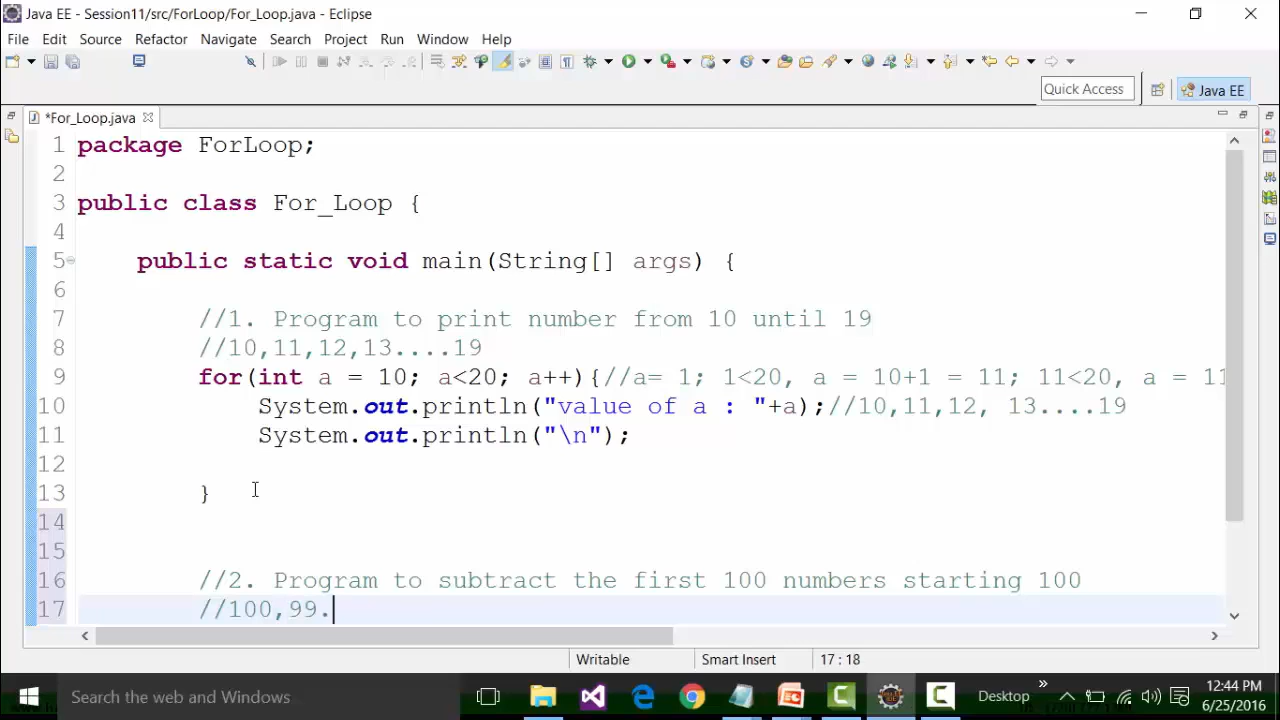 Java EE - Session11/src/ForLoop/For_Loop.java - Eclipse
File Edit Source Refactor Navigate Search Project Run Window Help
Quick Access
Java EE
*For_Loop.java
1 package ForLoop;
2
3 public class For_Loop {
4
5 public static void main(String[] args) {
6
7 //1. Program to print number from 10 until 19
8 //10,11,12,13....19
9 for(int a = 10; a<20; a++){//a= 1; 1<20, a = 10+1 = 11; 11<20, a = 11
10 System.out.println("value of a : "+a);//10,11,12, 13....19
11 System.out.println("\n");
12
13 }
14
15
16 //2. Program to subtract the first 100 numbers starting 100
17 //100,99.
Writable Smart Insert 17 : 18
Search the web and Windows
Desktop
12:44 PM
6/25/2016